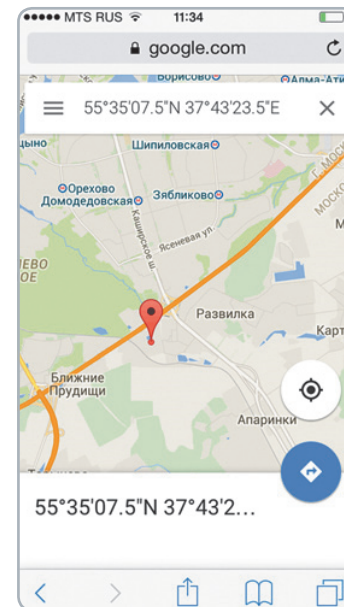 MTS RUS 11:34
google.com
Борисово
Алма-Ати
55°35'07.5"N 37°43'23.5"E
Шипиловская
Орехово
Домодедовская
Зябликово
Каширское ш.
Ясеневая ул.
Развилка
Ближние
Прудищи
Апаринки
55°35'07.5"N 37°43'2...